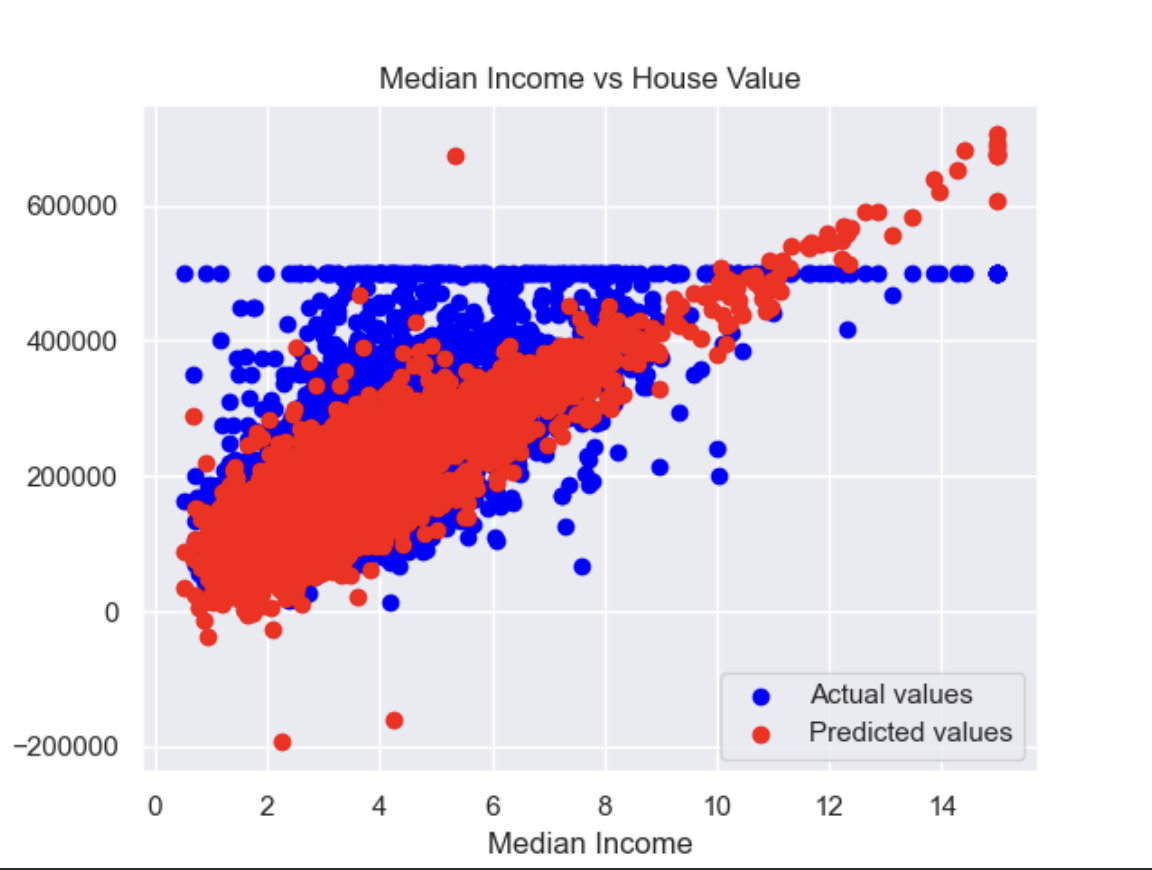 Median Income vs House Value
600000
400000
200000
0
−200000
Actual values
Predicted values
0 2 4 6 8 10 12 14
Median Income